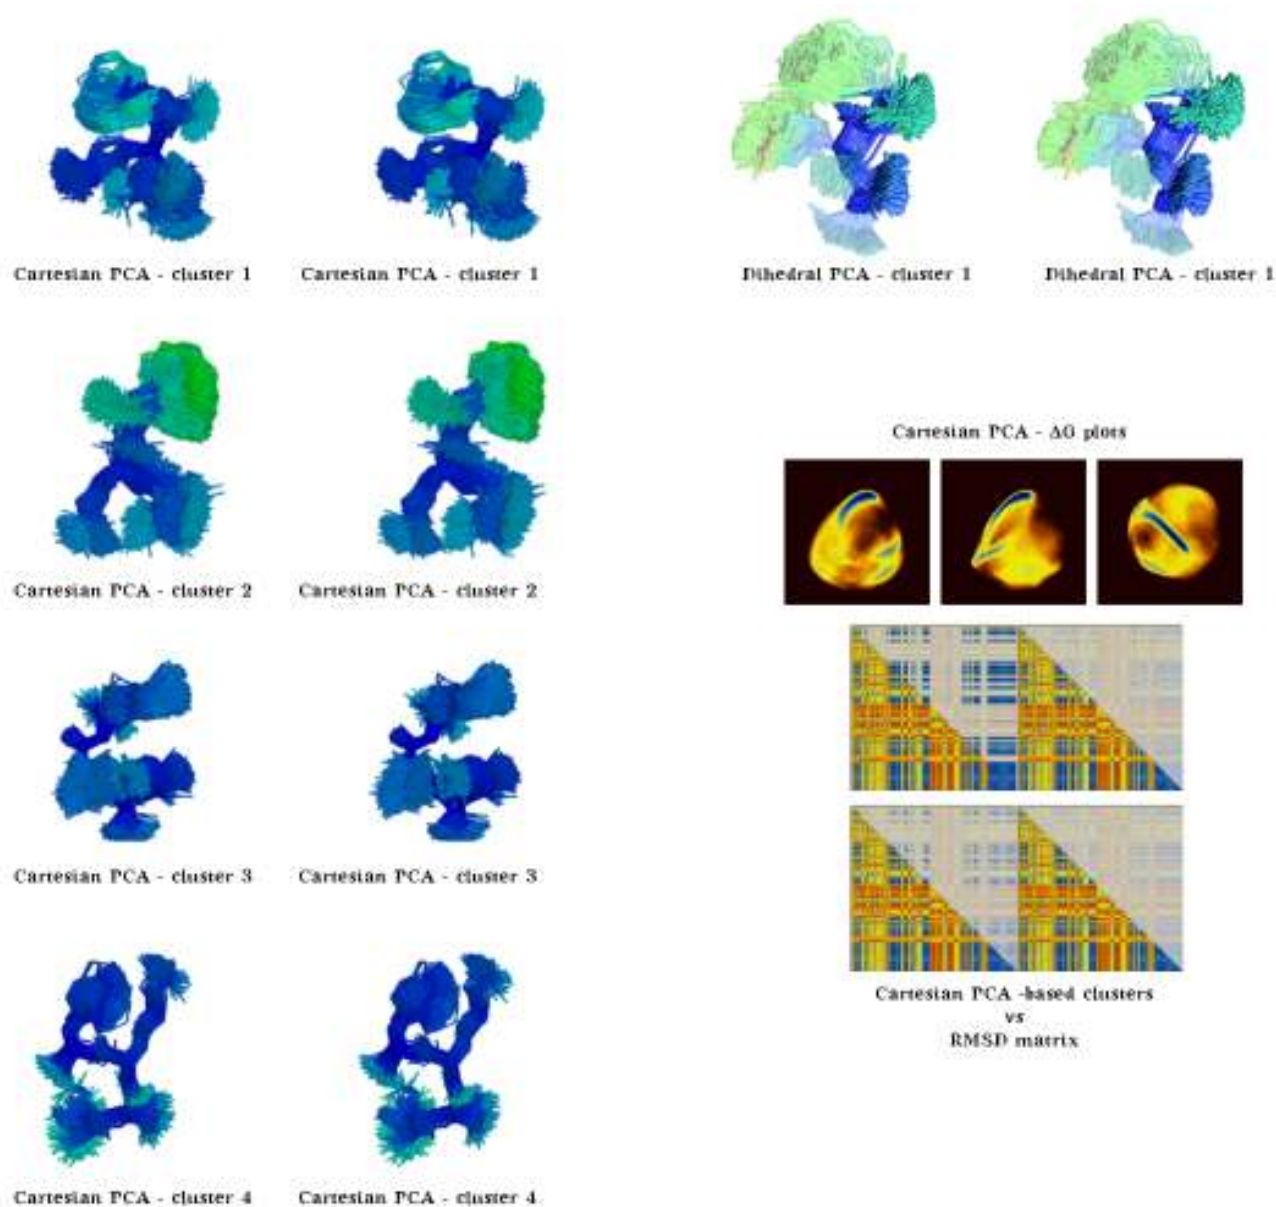 Cartesian PCA - cluster 1
Cartesian PCA - cluster 1
Dihedral PCA - cluster 1
Dihedral PCA - cluster 1
Cartesian PCA - cluster 2
Cartesian PCA - cluster 2
Cartesian PCA - ΔG plots
Cartesian PCA - cluster 3
Cartesian PCA - cluster 3
Cartesian PCA -based clusters
vs
RMSD matrix
Cartesian PCA - cluster 4
Cartesian PCA - cluster 4